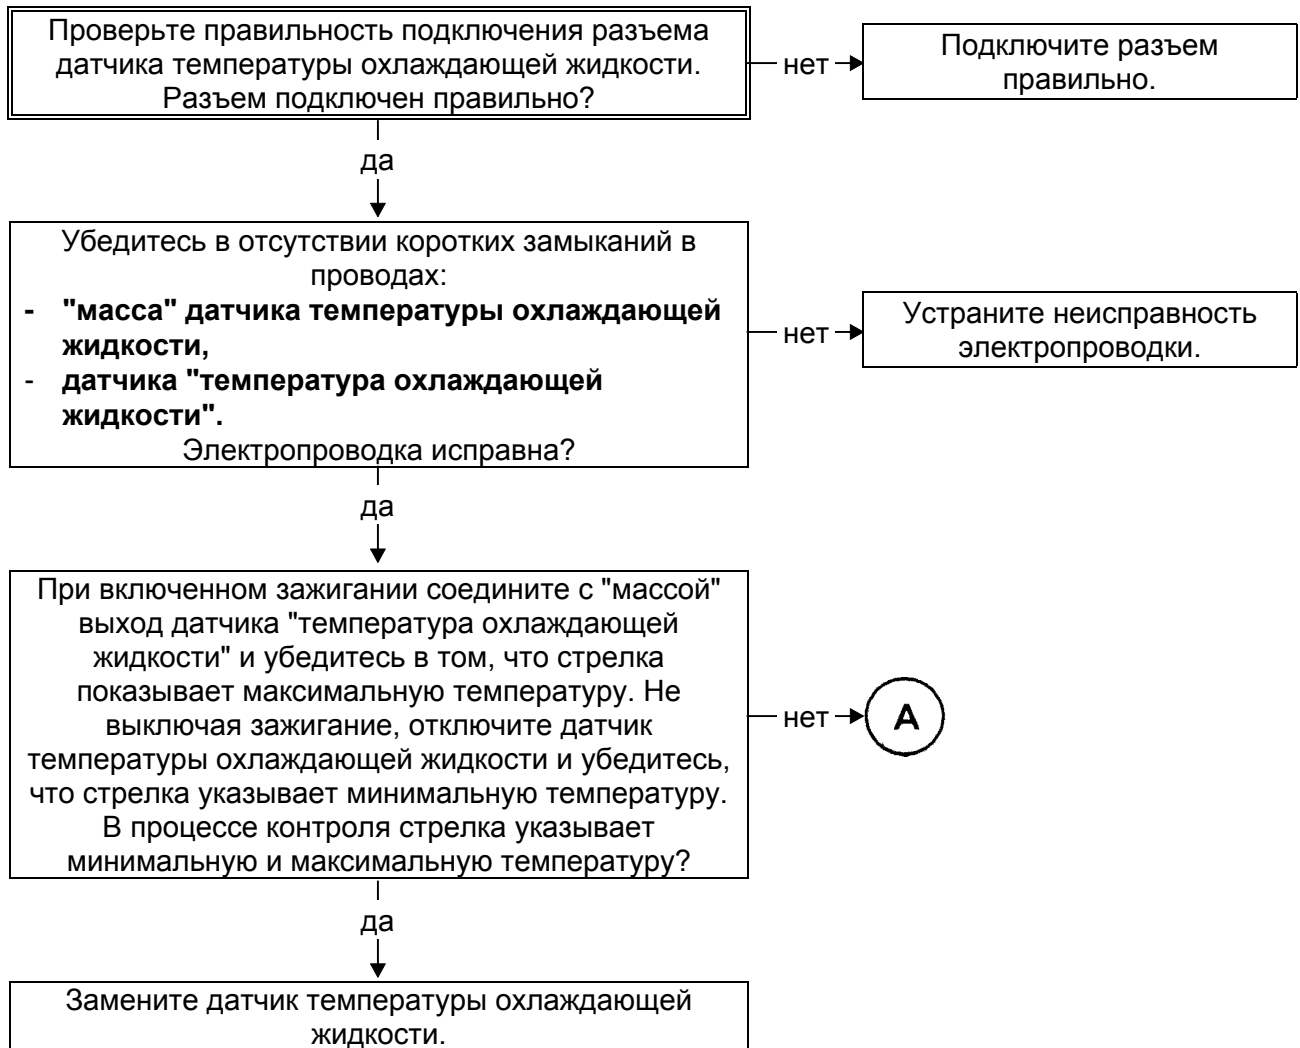 Проверьте правильность подключения разъема
датчика температуры охлаждающей жидкости.
Разъем подключен правильно?
нет
Подключите разъем
правильно.
да
Убедитесь в отсутствии коротких замыканий в
проводах:
- "масса" датчика температуры охлаждающей
жидкости,
- датчика "температура охлаждающей
жидкости".
Электропроводка исправна?
нет
Устраните неисправность
электропроводки.
да
При включенном зажигании соедините с "массой"
выход датчика "температура охлаждающей
жидкости" и убедитесь в том, что стрелка
показывает максимальную температуру. Не
выключая зажигание, отключите датчик
температуры охлаждающей жидкости и убедитесь,
что стрелка указывает минимальную температуру.
В процессе контроля стрелка указывает
минимальную и максимальную температуру?
нет
A
да
Замените датчик температуры охлаждающей
жидкости.